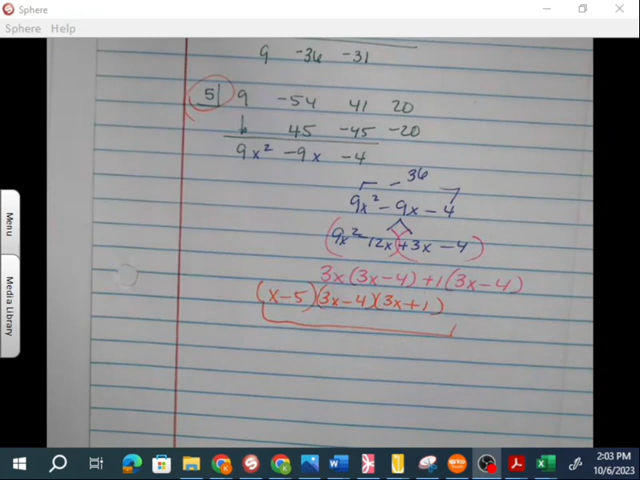 Sphere
Sphere Help
9 -36 -31
5 9 -54 41 20
45 -45 -20
9x² -9x -4
-36
9x² - 9x - 4
(9x² - 12x)(+3x - 4)
3x(3x-4)+1(3x-4)
(x-5)(3x-4)(3x+1)
Menu
Media Library
2:03 PM
10/6/2023